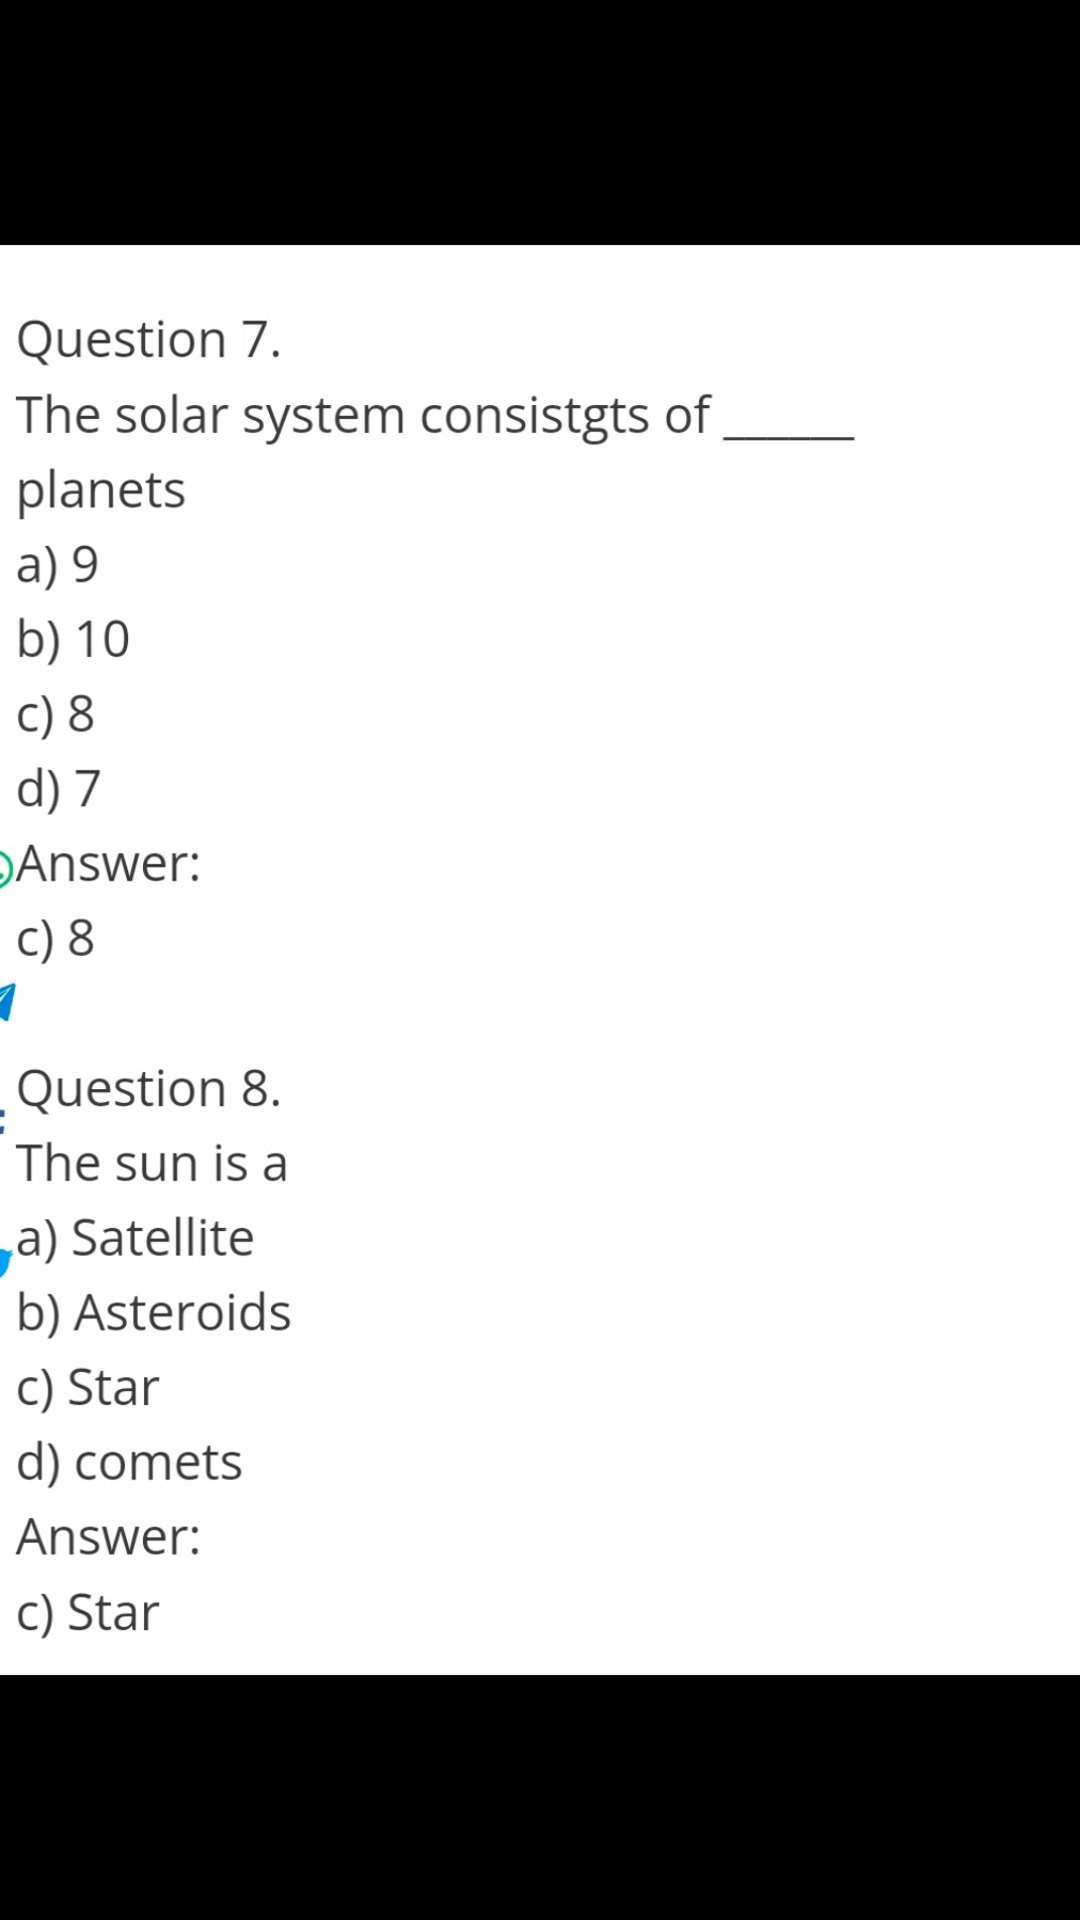 Question 7.
The solar system consistgts of ______
planets
a) 9
b) 10
c) 8
d) 7
Answer:
c) 8
Question 8.
The sun is a
a) Satellite
b) Asteroids
c) Star
d) comets
Answer:
c) Star